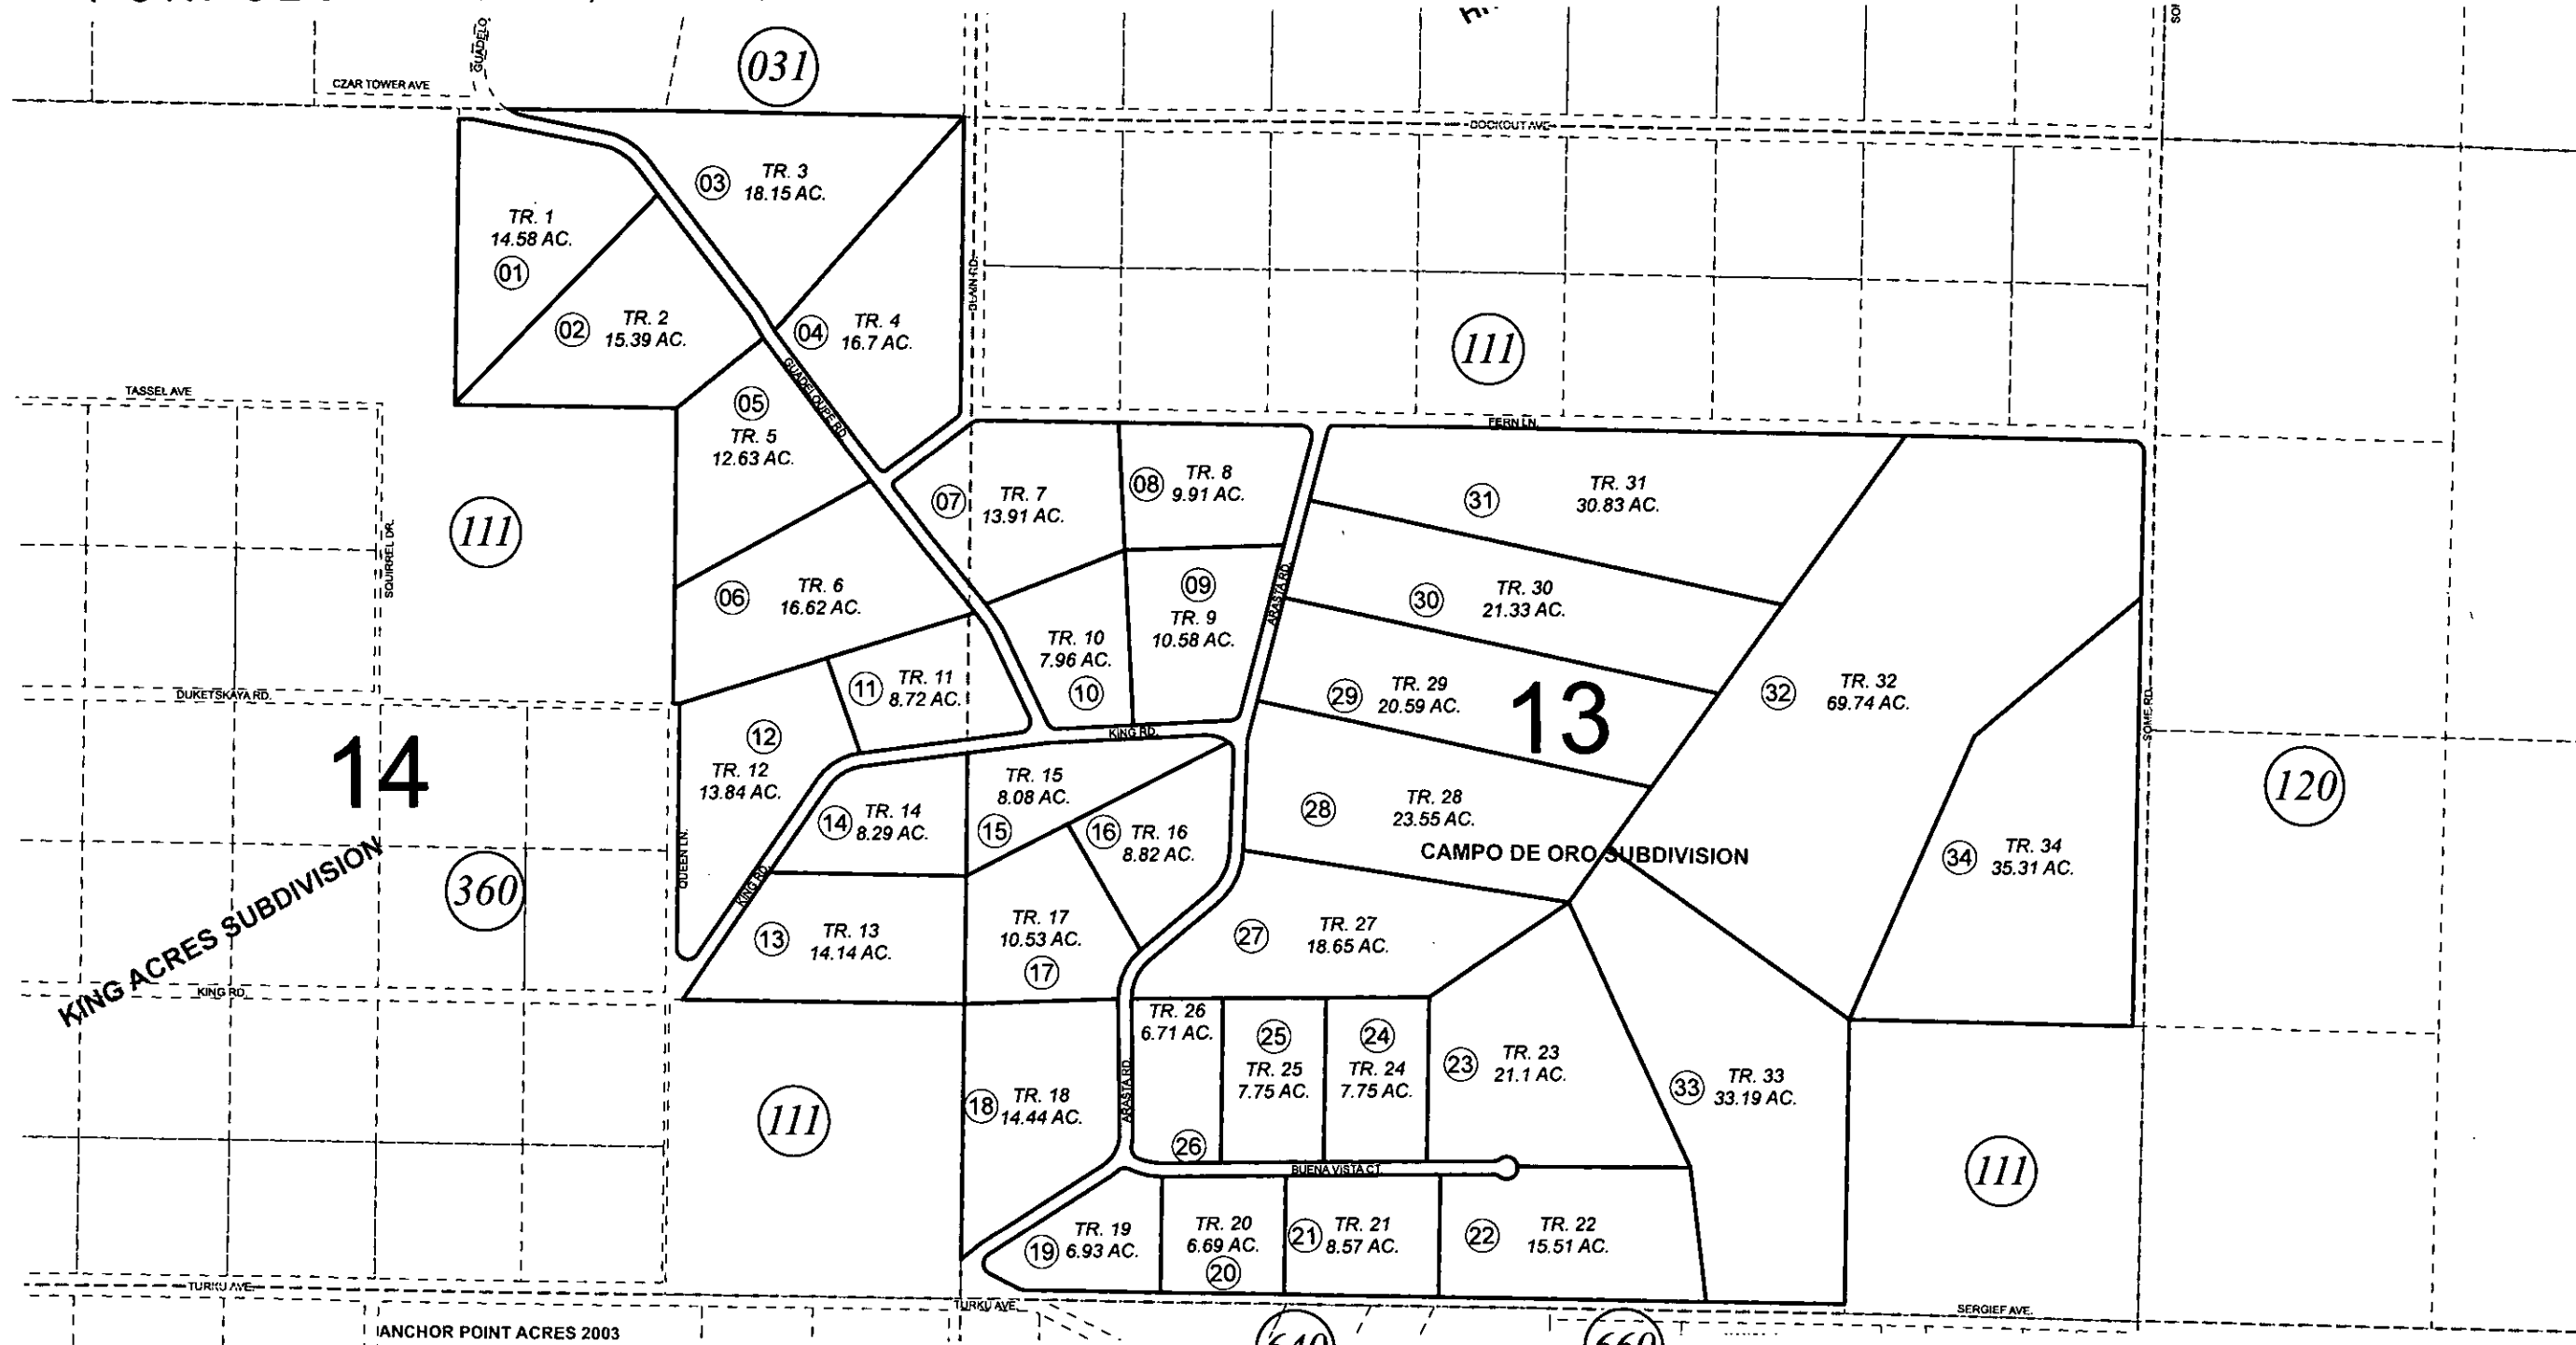 GUADELO
031
CZAR TOWER AVE
DOCKOUT AVE
03
TR. 3
18.15 AC.
TR. 1
14.58 AC.
01
BLAIN RD.
02
TR. 2
15.39 AC.
04
TR. 4
16.7 AC.
111
GUADELOUPE RD.
TASSEL AVE
05
TR. 5
12.63 AC.
FERN LN.
07
TR. 7
13.91 AC.
08
TR. 8
9.91 AC.
31
TR. 31
30.83 AC.
111
SQUIRREL DR.
06
TR. 6
16.62 AC.
09
TR. 9
10.58 AC.
ARASTA RD.
30
TR. 30
21.33 AC.
TR. 10
7.96 AC.
10
11
TR. 11
8.72 AC.
29
TR. 29
20.59 AC.
13
32
TR. 32
69.74 AC.
SOME RD.
DUKETSKAYA RD.
14
12
TR. 12
13.84 AC.
KING RD.
TR. 15
8.08 AC.
15
14
TR. 14
8.29 AC.
16
TR. 16
8.82 AC.
28
TR. 28
23.55 AC.
CAMPO DE ORO SUBDIVISION
120
34
TR. 34
35.31 AC.
QUEEN LN.
KING RD.
KING ACRES SUBDIVISION
360
13
TR. 13
14.14 AC.
TR. 17
10.53 AC.
17
27
TR. 27
18.65 AC.
KING RD.
TR. 26
6.71 AC.
26
25
TR. 25
7.75 AC.
24
TR. 24
7.75 AC.
23
TR. 23
21.1 AC.
33
TR. 33
33.19 AC.
111
18
TR. 18
14.44 AC.
ARASTA RD.
BUENA VISTA CT.
111
19
TR. 19
6.93 AC.
TR. 20
6.69 AC.
20
21
TR. 21
8.57 AC.
22
TR. 22
15.51 AC.
TURKU AVE.
TURKU AVE.
SERGIEF AVE.
ANCHOR POINT ACRES 2003
640
660